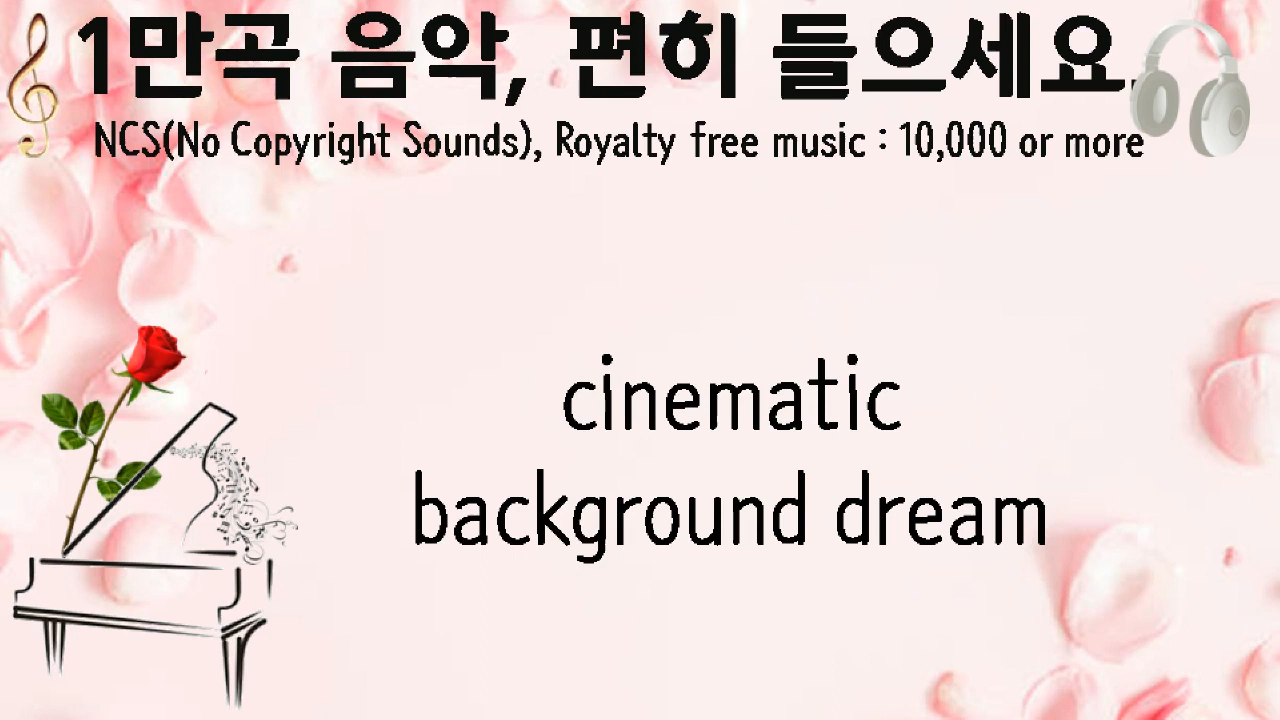 1만곡 음악, 편히 들으세요.
NCS(No Copyright Sounds), Royalty free music : 10,000 or more
cinematic
background dream